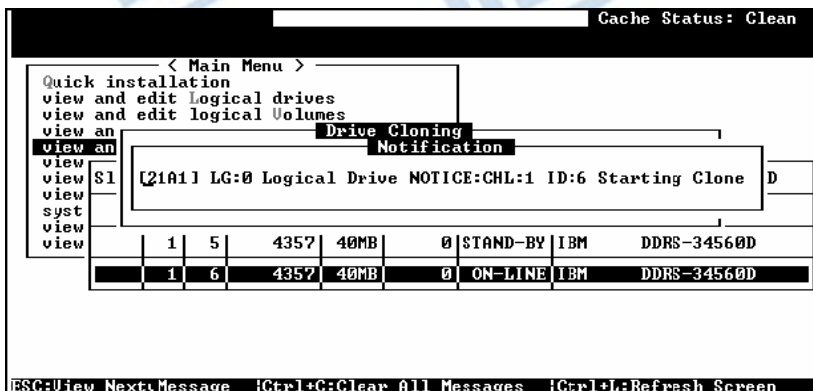 Cache Status: Clean
< Main Menu >
Quick installation
view and edit Logical drives
view and edit logical Volumes
view an
Drive Cloning
view an
Notification
view
view Sl [21A1] LG:0 Logical Drive NOTICE:CHL:1 ID:6 Starting Clone D
view
syst
view
view 1 5 4357 40MB 0 STAND-BY IBM DDRS-34560D
1 6 4357 40MB 0 ON-LINE IBM DDRS-34560D
ESC:View Next Message |Ctrl+C:Clear All Messages |Ctrl+L:Refresh Screen